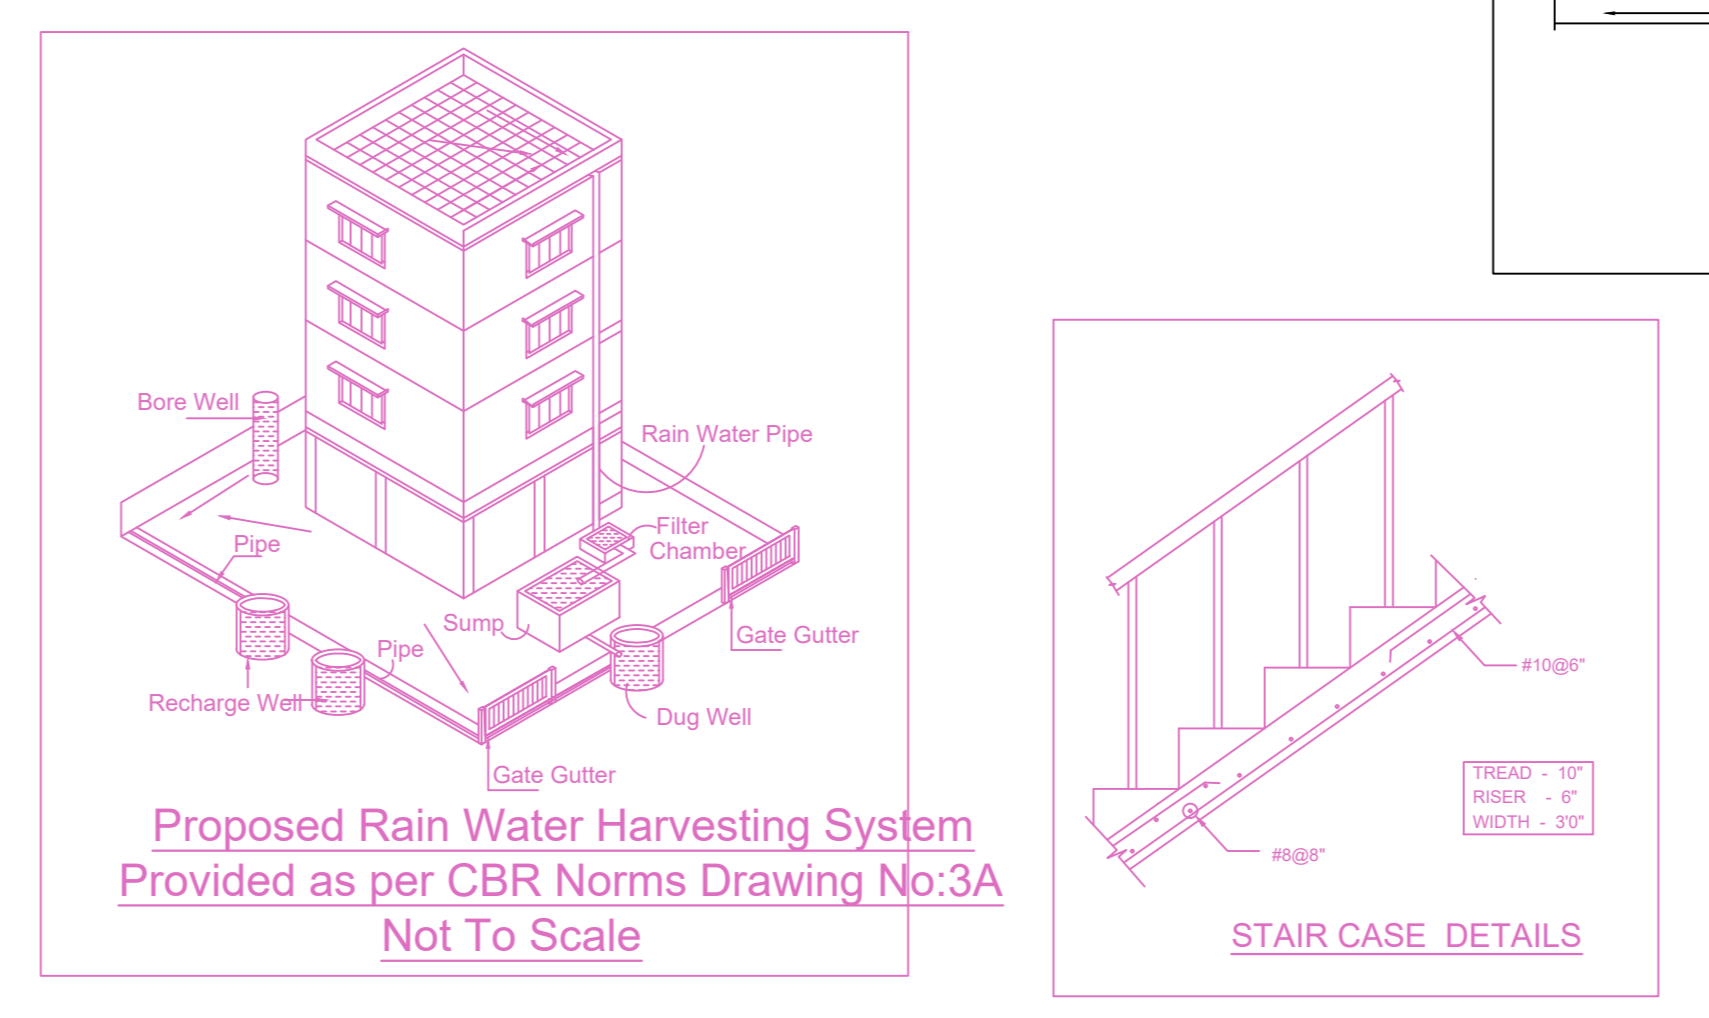 Bore Well
Rain Water Pipe
Filter
Chamber
Pipe
Sump
Gate Gutter
Pipe
Recharge Well
Dug Well
Gate Gutter
Proposed Rain Water Harvesting System
Provided as per CBR Norms Drawing No:3A
Not To Scale
#10@6"
TREAD - 10"
RISER - 6"
WIDTH - 3'0"
#8@8"
STAIR CASE DETAILS